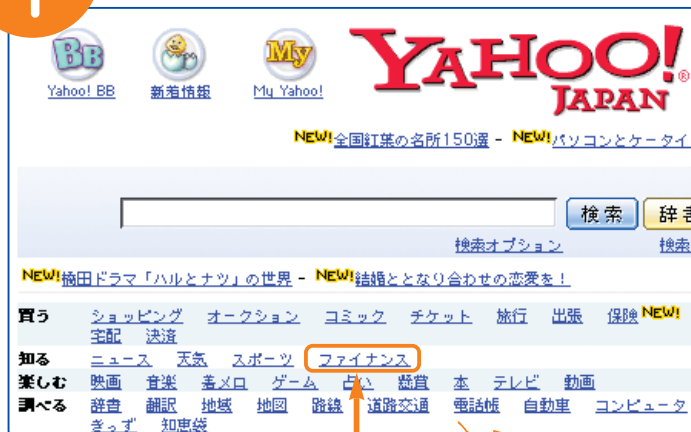 1
BB My YAHOO!®
JAPAN
Yahoo! BB 新着情報 My Yahoo!
NEW!全国紅葉の名所150選 - NEW!パソコンとケータイ
検索 辞書
検索オプション 検索
NEW!橋田ドラマ「ハルとナツ」の世界 - NEW!結婚ととなり合わせの恋愛を!
買う ショッピング オークション コミック チケット 旅行 出張 保険 NEW!
宅配 決済
知る ニュース 天気 スポーツ ファイナンス
楽しむ 映画 音楽 着メロ ゲーム 占い 懸賞 本 テレビ 動画
調べる 辞書 翻訳 地域 地図 路線 道路交通 電話帳 自動車 コンピュータ
きっず 知恵袋